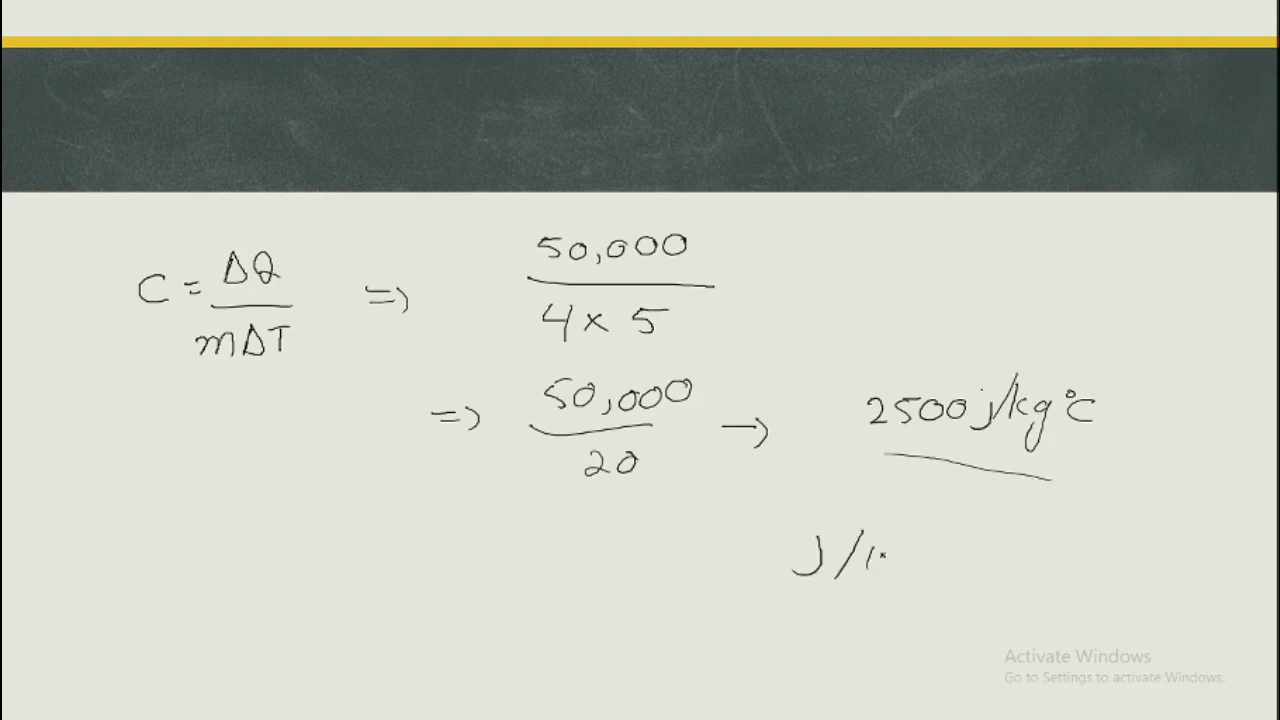 C = ΔQ / mΔT => 50,000 / 4 × 5
=> 50,000 / 20 → 2500 j/kg°C
J /
Activate Windows
Go to Settings to activate Windows.